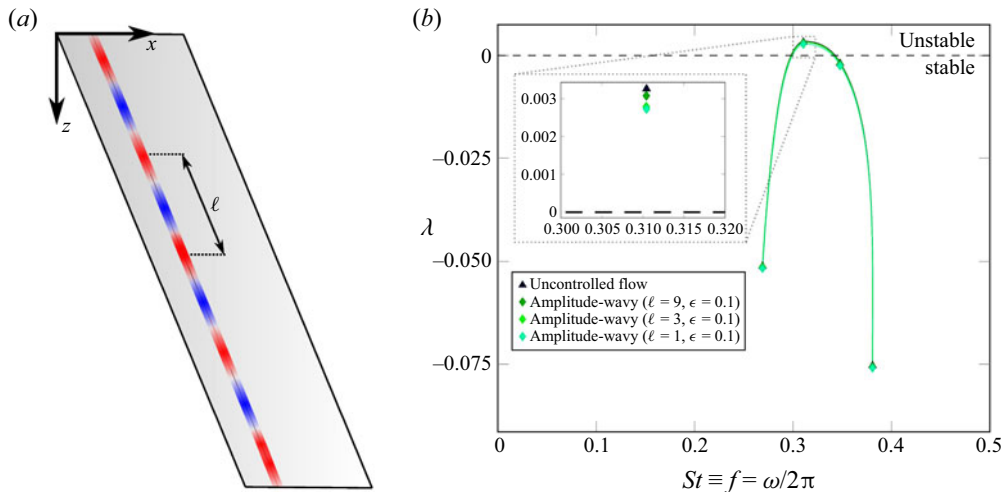 (a)
x
z
ℓ
(b)
Unstable
stable
0
–0.025
–0.050
–0.075
λ
0.003
0.002
0.001
0
0.300 0.305 0.310 0.315 0.320
Uncontrolled flow
Amplitude-wavy (ℓ = 9, ϵ = 0.1)
Amplitude-wavy (ℓ = 3, ϵ = 0.1)
Amplitude-wavy (ℓ = 1, ϵ = 0.1)
0 0.1 0.2 0.3 0.4 0.5
St ≡ f = ω/2π